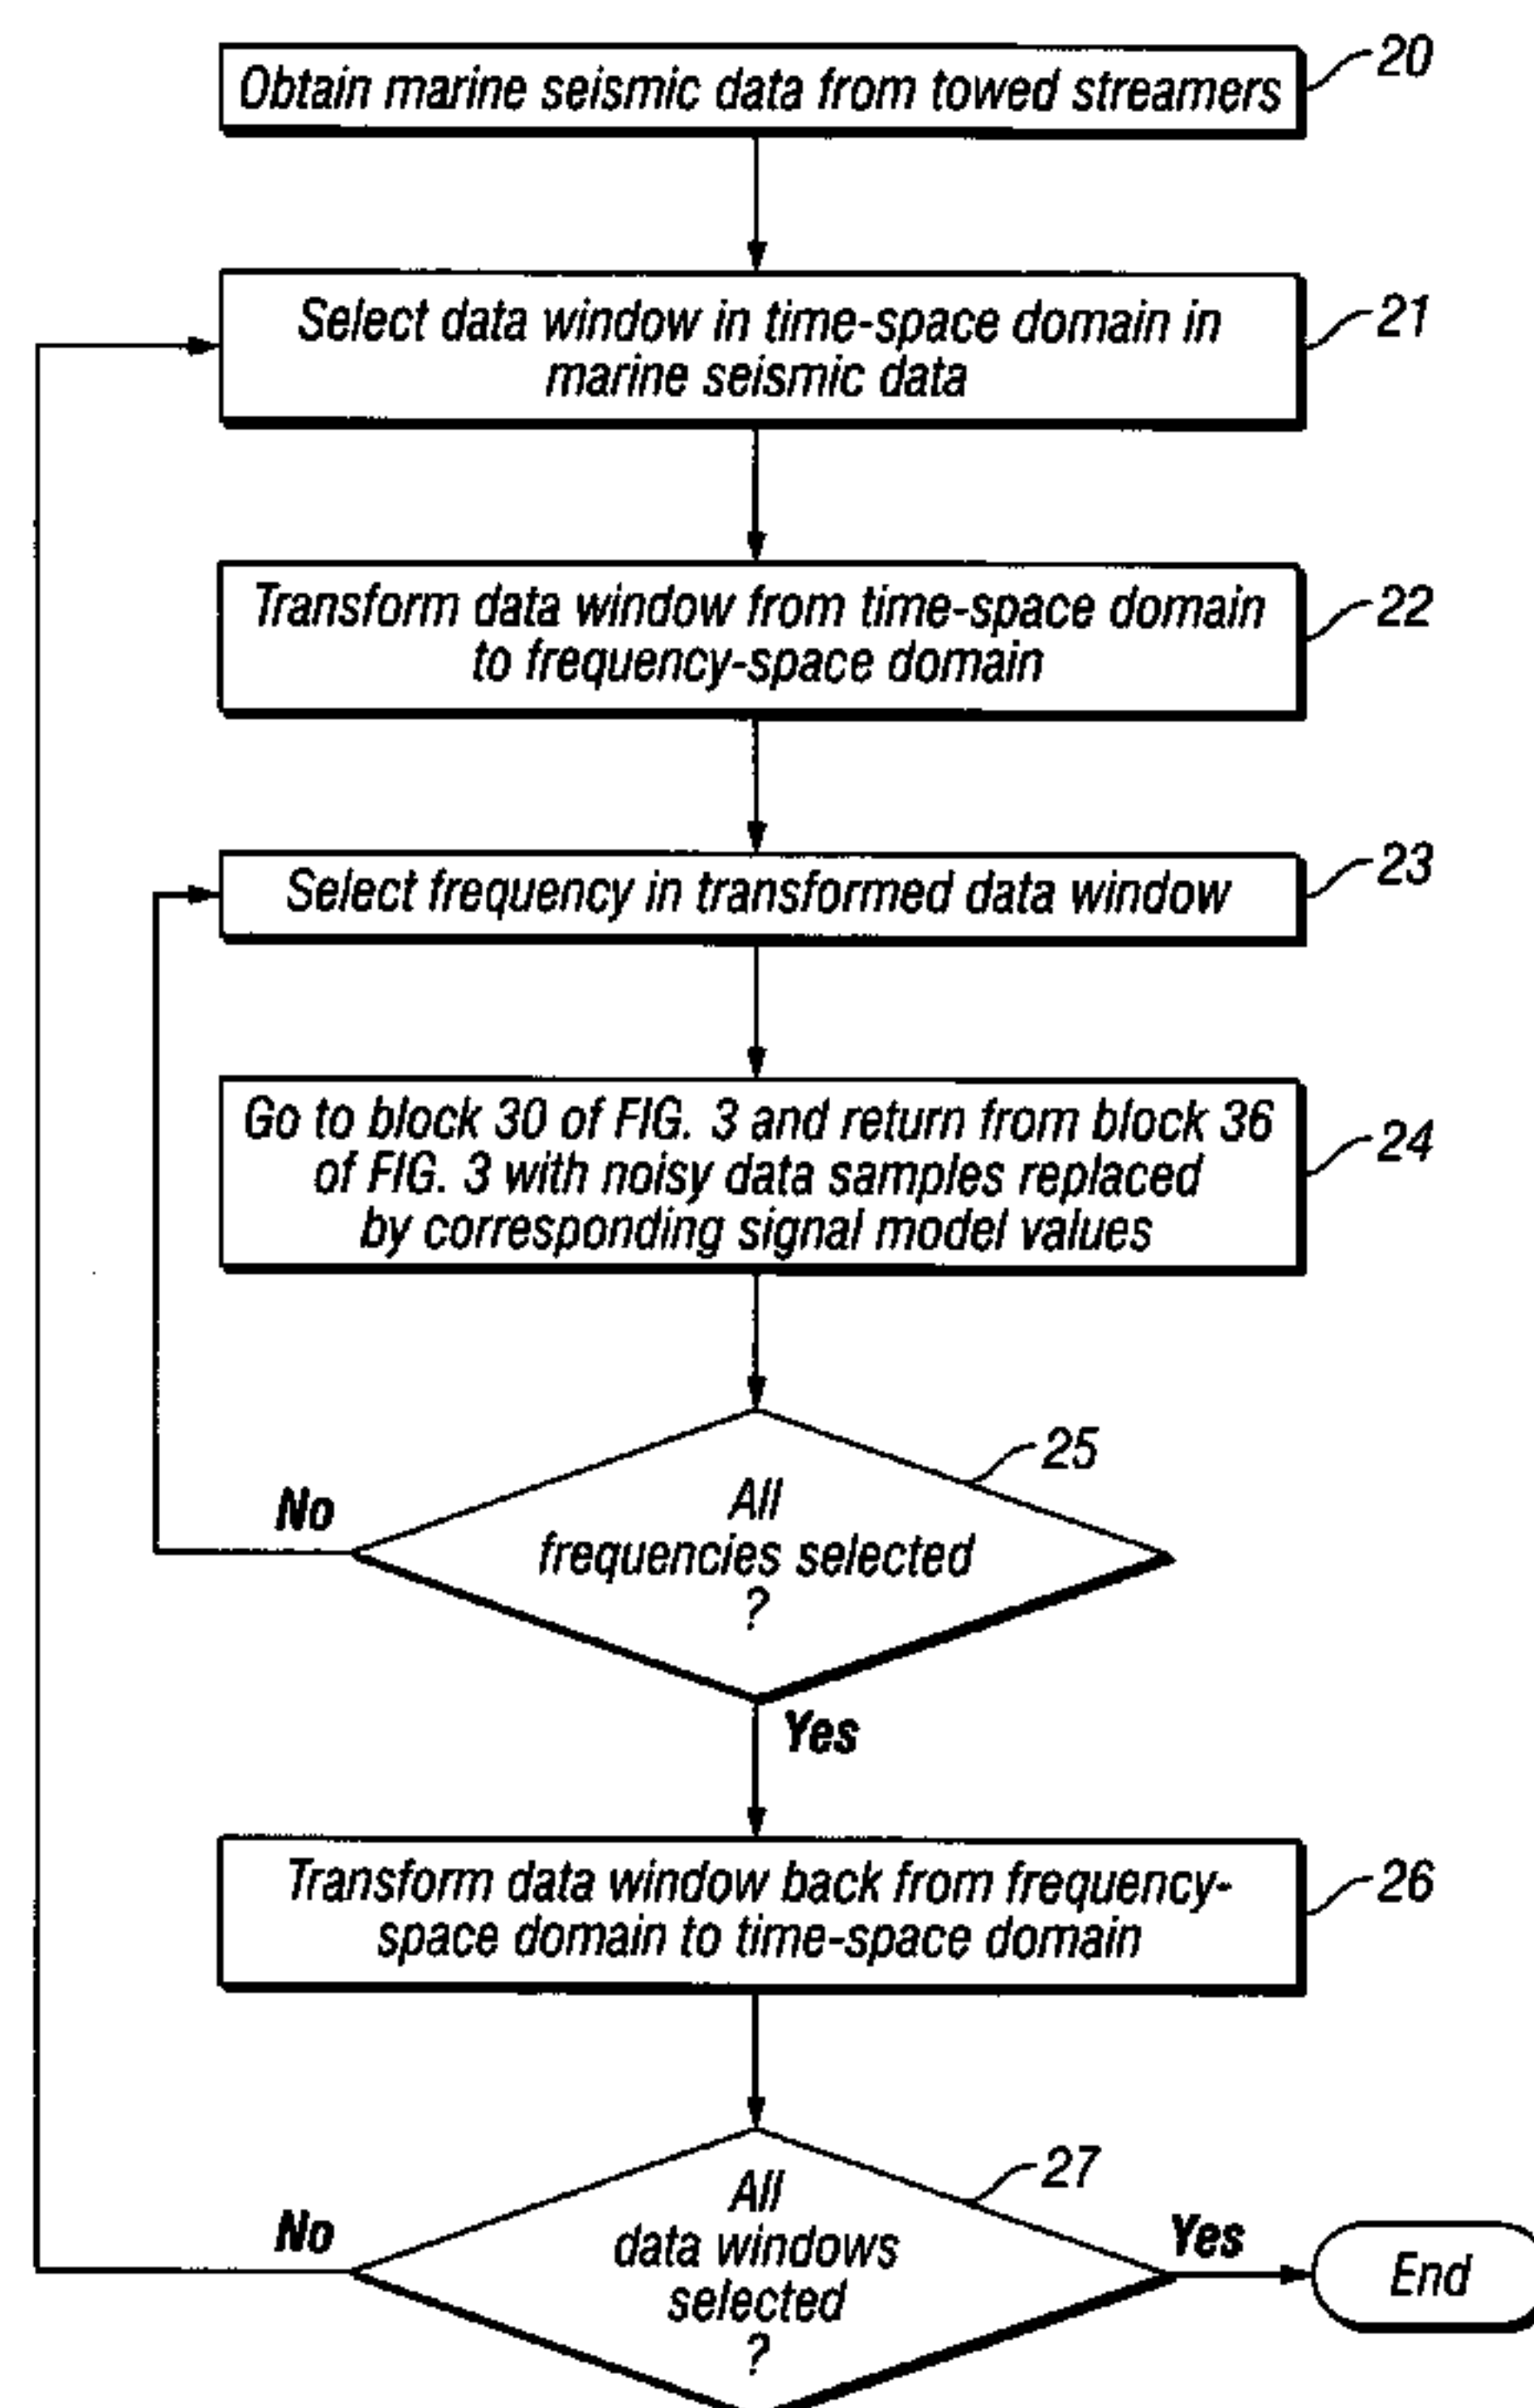 Obtain marine seismic data from towed streamers
20
Select data window in time-space domain in
marine seismic data
21
Transform data window from time-space domain
to frequency-space domain
22
Select frequency in transformed data window
23
Go to block 30 of FIG. 3 and return from block 36
of FIG. 3 with noisy data samples replaced
by corresponding signal model values
24
25
All
frequencies selected
?
No
Yes
Transform data window back from frequency-
space domain to time-space domain
26
27
All
data windows
selected
?
No
Yes
End